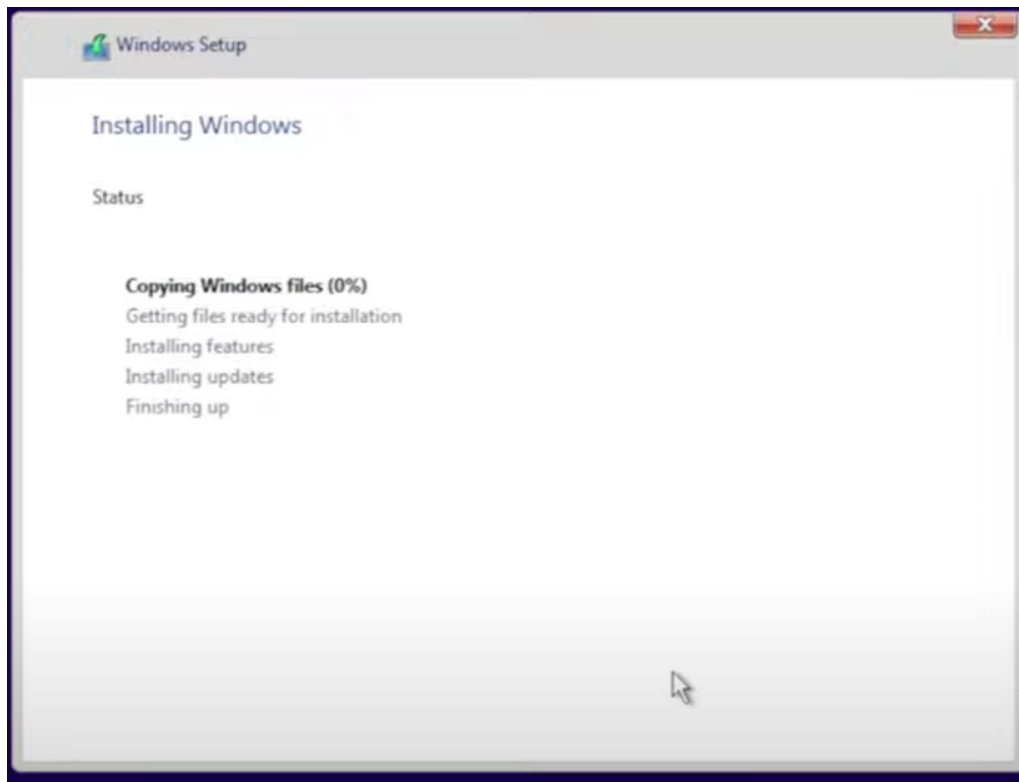 Windows Setup
Installing Windows
Status
Copying Windows files (0%)
Getting files ready for installation
Installing features
Installing updates
Finishing up